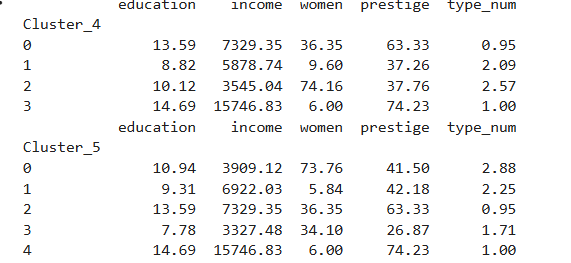 education income women prestige type_num
Cluster_4
0 13.59 7329.35 36.35 63.33 0.95
1 8.82 5878.74 9.60 37.26 2.09
2 10.12 3545.04 74.16 37.76 2.57
3 14.69 15746.83 6.00 74.23 1.00
education income women prestige type_num
Cluster_5
0 10.94 3909.12 73.76 41.50 2.88
1 9.31 6922.03 5.84 42.18 2.25
2 13.59 7329.35 36.35 63.33 0.95
3 7.78 3327.48 34.10 26.87 1.71
4 14.69 15746.83 6.00 74.23 1.00